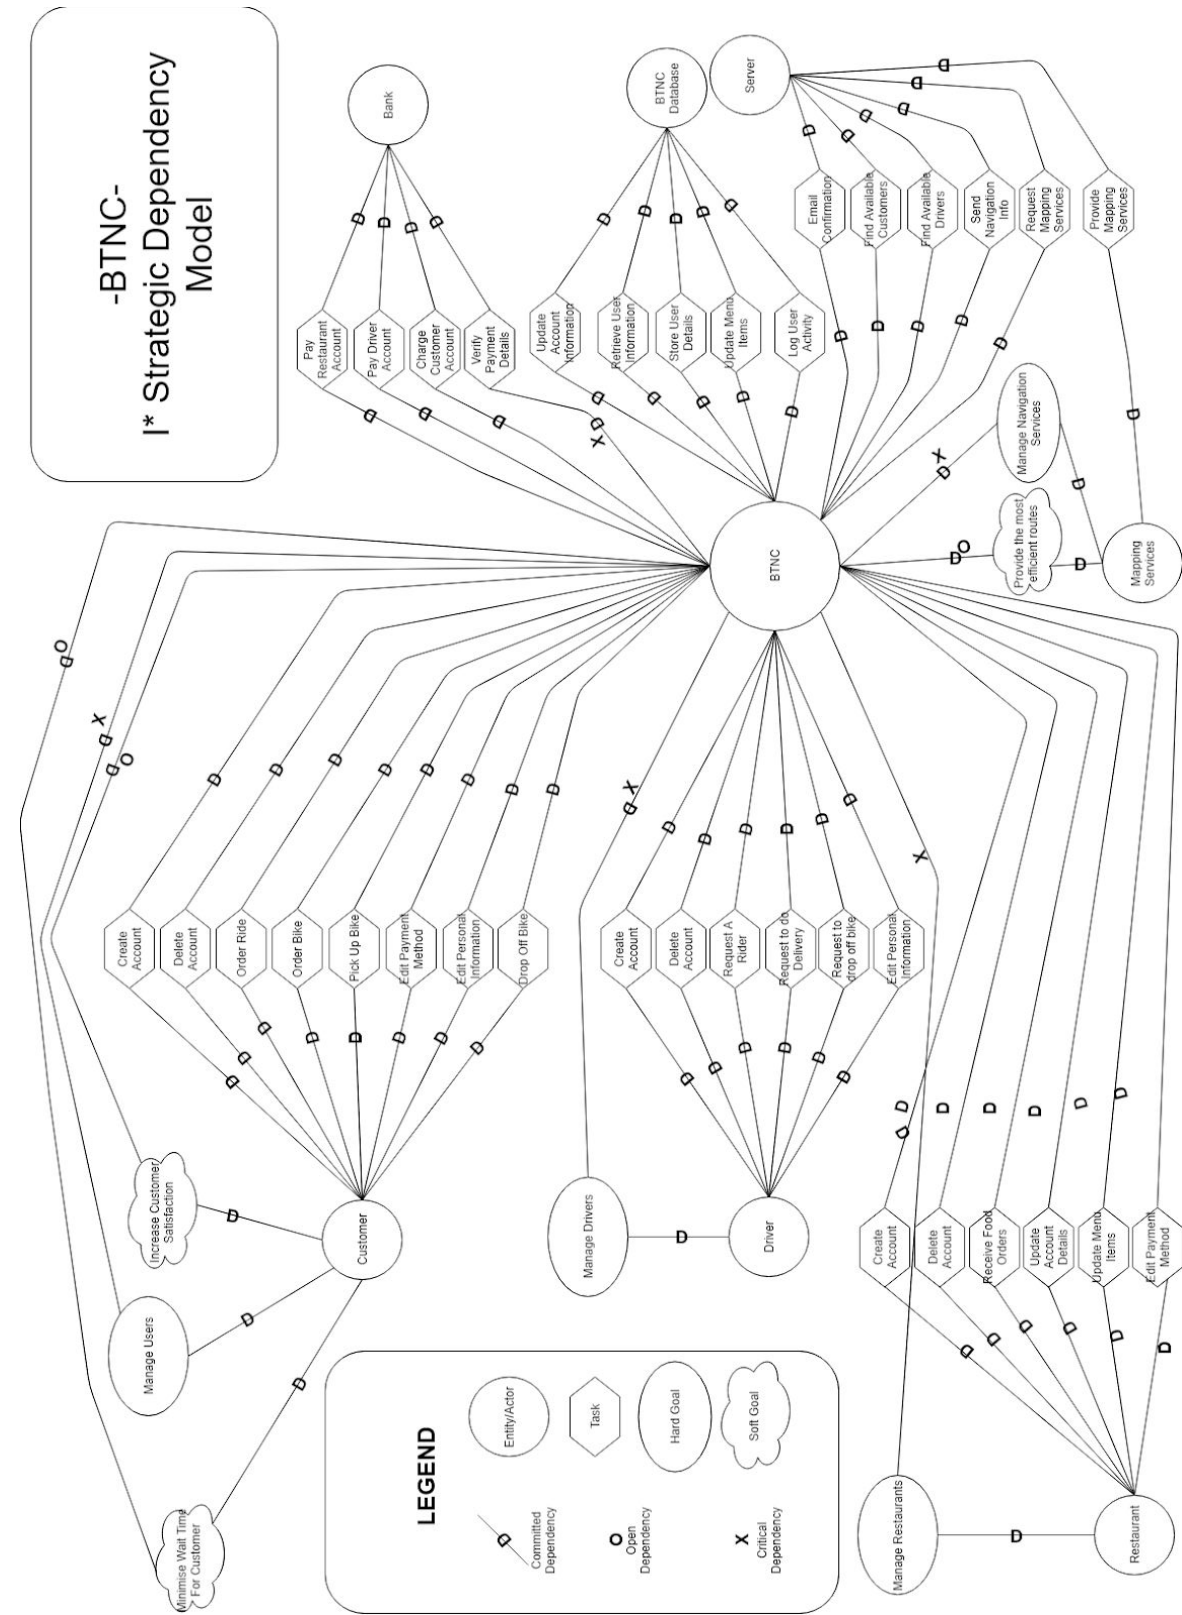 -BTNC-
I* Strategic Dependency
Model
Minimise Wait Time
For Customer
D
D
O
Manage Users
D
D
X
Increase Customer
Satisfaction
D
D
O
Customer
D
Create
Account
D
D
Delete
Account
D
D
Order Ride
D
D
Order Bike
D
D
Pick Up Bike
D
D
Edit Payment
Method
D
D
Edit Personal
Information
D
D
Drop Off Bike
D
Bank
D
Pay
Restaurant
Account
D
D
Pay Driver
Account
D
D
Charge
Customer
Account
D
D
Verify
Payment
Details
D
X
LEGEND
D
Committed
Dependency
O
Open
Dependency
X
Critical
Dependency
Entity/Actor
Task
Hard Goal
Soft Goal
Manage Drivers
D
D
X
Driver
D
Create
Account
D
D
Delete
Account
D
D
Request A
Rider
D
D
Request to do
Delivery
D
D
Request to
drop off bike
D
D
Edit Personal
Information
D
BTNC
BTNC
Database
D
Update
Account
Information
D
D
Retrieve User
Information
D
D
Store User
Details
D
D
Update Menu
Items
D
D
Log User
Activity
D
Server
D
Email
Confirmation
D
D
Find Available
Customers
D
D
Find Available
Drivers
D
D
Send
Navigation
Info
D
D
Request
Mapping
Services
D
D
Provide
Mapping
Services
D
Manage Restaurants
D
D
X
Restaurant
D
Create
Account
D
D
Delete
Account
D
D
Receive Food
Orders
D
D
Update
Account
Details
D
D
Update Menu
Items
D
D
Edit Payment
Method
D
Manage Navigation
Services
D
X
D
Provide the most
efficient routes
D
O
D
Mapping
Services